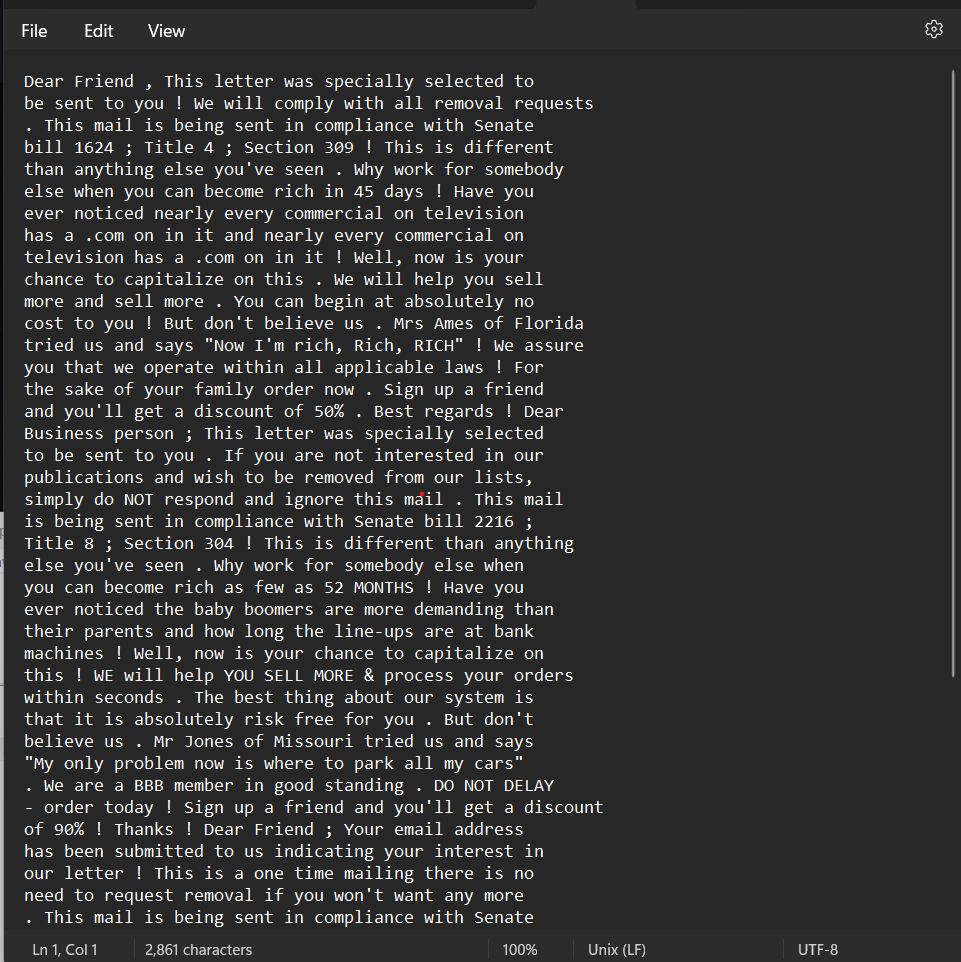 File Edit View
Dear Friend , This letter was specially selected to
be sent to you ! We will comply with all removal requests
. This mail is being sent in compliance with Senate
bill 1624 ; Title 4 ; Section 309 ! This is different
than anything else you've seen . Why work for somebody
else when you can become rich in 45 days ! Have you
ever noticed nearly every commercial on television
has a .com on in it and nearly every commercial on
television has a .com on in it ! Well, now is your
chance to capitalize on this . We will help you sell
more and sell more . You can begin at absolutely no
cost to you ! But don't believe us . Mrs Ames of Florida
tried us and says "Now I'm rich, Rich, RICH" ! We assure
you that we operate within all applicable laws ! For
the sake of your family order now . Sign up a friend
and you'll get a discount of 50% . Best regards ! Dear
Business person ; This letter was specially selected
to be sent to you . If you are not interested in our
publications and wish to be removed from our lists,
simply do NOT respond and ignore this mail . This mail
is being sent in compliance with Senate bill 2216 ;
Title 8 ; Section 304 ! This is different than anything
else you've seen . Why work for somebody else when
you can become rich as few as 52 MONTHS ! Have you
ever noticed the baby boomers are more demanding than
their parents and how long the line-ups are at bank
machines ! Well, now is your chance to capitalize on
this ! WE will help YOU SELL MORE & process your orders
within seconds . The best thing about our system is
that it is absolutely risk free for you . But don't
believe us . Mr Jones of Missouri tried us and says
"My only problem now is where to park all my cars"
. We are a BBB member in good standing . DO NOT DELAY
- order today ! Sign up a friend and you'll get a discount
of 90% ! Thanks ! Dear Friend ; Your email address
has been submitted to us indicating your interest in
our letter ! This is a one time mailing there is no
need to request removal if you won't want any more
. This mail is being sent in compliance with Senate
Ln 1, Col 1 2,861 characters 100% Unix (LF) UTF-8